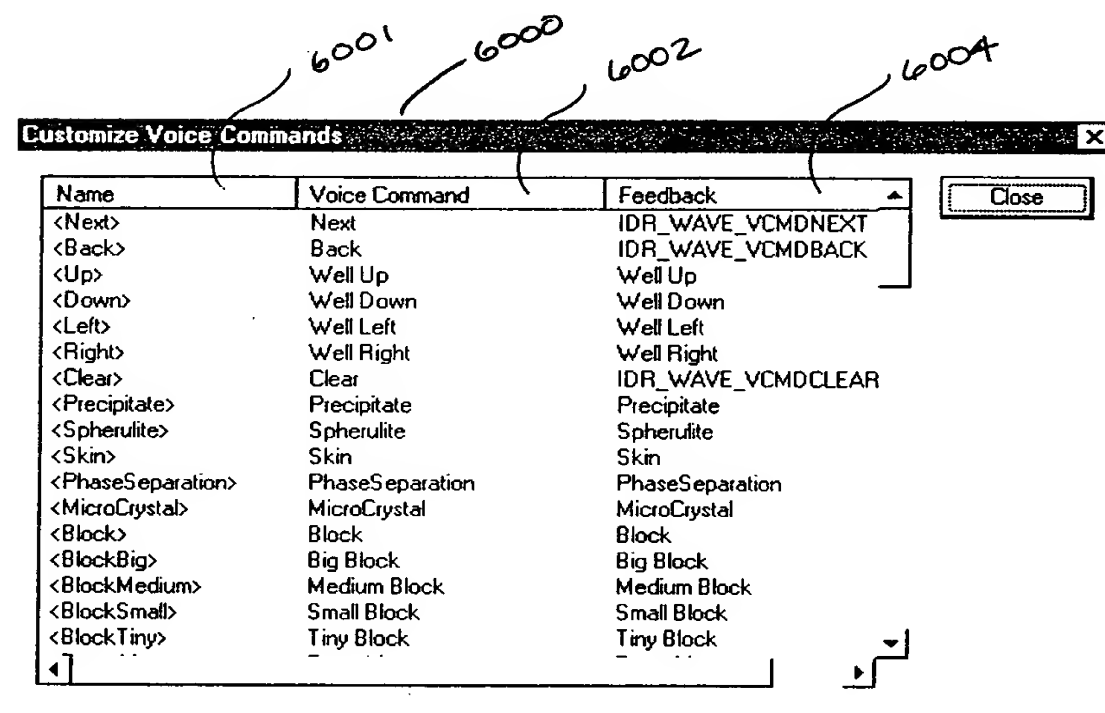 6001 6000 6002 6004
Customize Voice Commands
Name Voice Command Feedback Close
<Next> Next IDR_WAVE_VCMDNEXT
<Back> Back IDR_WAVE_VCMDBACK
<Up> Well Up Well Up
<Down> Well Down Well Down
<Left> Well Left Well Left
<Right> Well Right Well Right
<Clear> Clear IDR_WAVE_VCMDCLEAR
<Precipitate> Precipitate Precipitate
<Spherulite> Spherulite Spherulite
<Skin> Skin Skin
<PhaseSeparation> PhaseSeparation PhaseSeparation
<MicroCrystal> MicroCrystal MicroCrystal
<Block> Block Block
<BlockBig> Big Block Big Block
<BlockMedium> Medium Block Medium Block
<BlockSmall> Small Block Small Block
<BlockTiny> Tiny Block Tiny Block